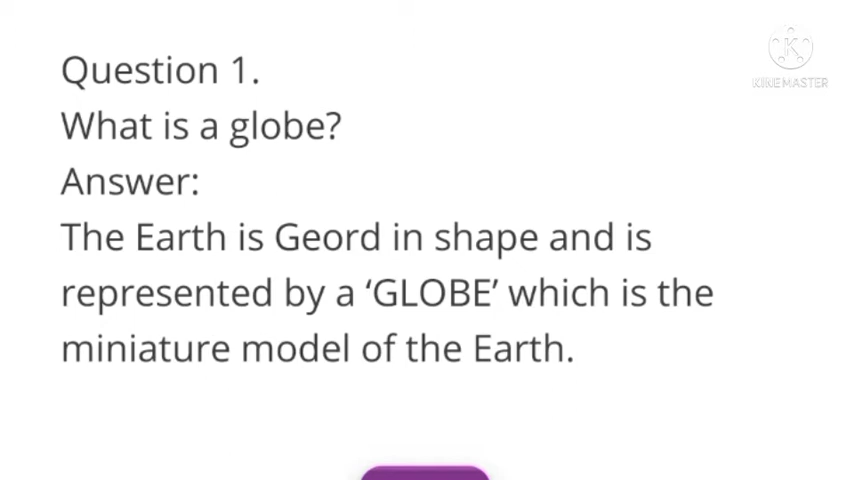 Question 1.
KINEMASTER
What is a globe?
Answer:
The Earth is Geord in shape and is
represented by a ‘GLOBE’ which is the
miniature model of the Earth.